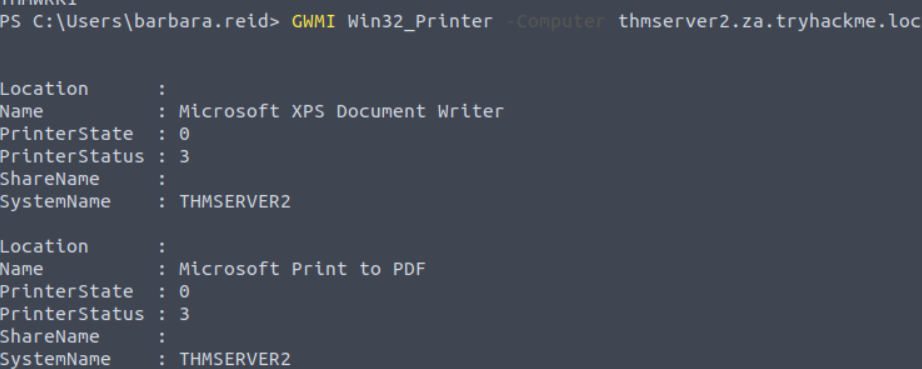 THMWRK1
PS C:\Users\barbara.reid> GWMI Win32_Printer -Computer thmserver2.za.tryhackme.loc
Location      :
Name          : Microsoft XPS Document Writer
PrinterState  : 0
PrinterStatus : 3
ShareName     :
SystemName    : THMSERVER2
Location      :
Name          : Microsoft Print to PDF
PrinterState  : 0
PrinterStatus : 3
ShareName     :
SystemName    : THMSERVER2